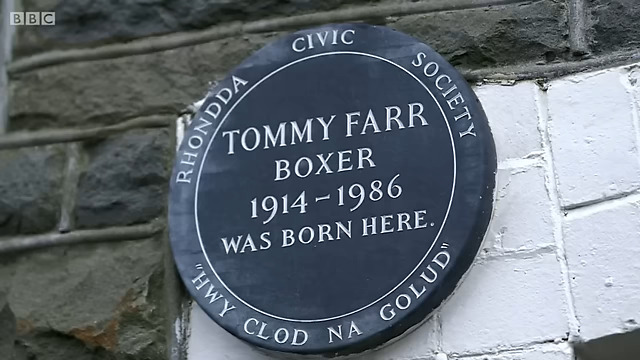 BBC
RHONDDA CIVIC SOCIETY
TOMMY FARR
BOXER
1914-1986
WAS BORN HERE.
"HWY CLOD NA GOLUD"